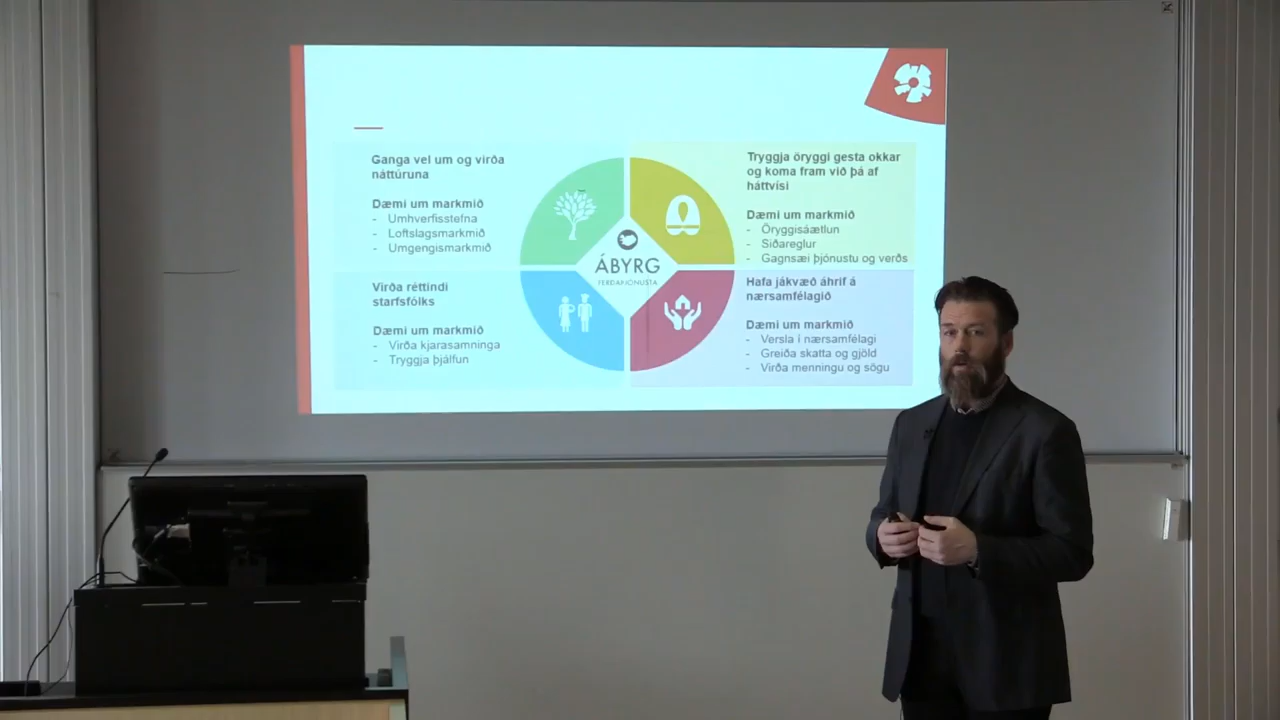 Ganga vel um og virða
náttúruna
Dæmi um markmið
- Umhverfisstefna
- Loftslagsmarkmið
- Umgengismarkmið
Tryggja öryggi gesta okkar
og koma fram við þá af
háttvísi
Dæmi um markmið
- Öryggisáætlun
- Siðareglur
- Gagnsæi þjónustu og verðs
ÁBYRG
FERÐAÞJÓNUSTA
Virða réttindi
starfsfólks
Dæmi um markmið
- Virða kjarasamninga
- Tryggja þjálfun
Hafa jákvæð áhrif á
nærsamfélagið
Dæmi um markmið
- Versla í nærsamfélagi
- Greiða skatta og gjöld
- Virða menningu og sögu